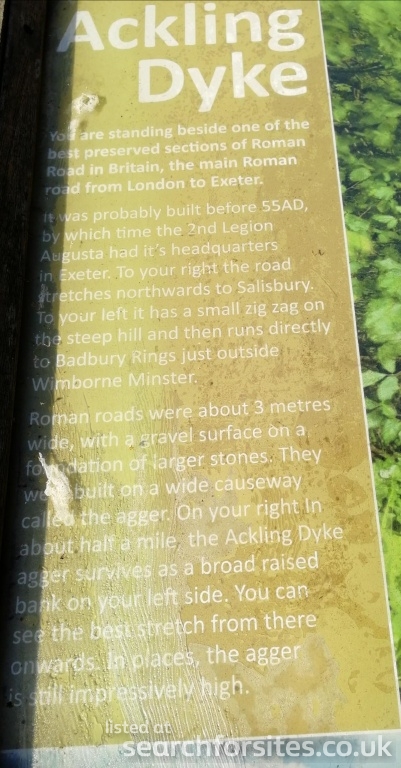 Ackling
Dyke
You are standing beside one of the
best preserved sections of Roman
Road in Britain, the main Roman
road from London to Exeter.
It was probably built before 55AD,
by which time the 2nd Legion
Augusta had it's headquarters
in Exeter. To your right the road
stretches northwards to Salisbury.
To your left it has a small zig zag on
the steep hill and then runs directly
to Badbury Rings just outside
Wimborne Minster.
Roman roads were about 3 metres
wide, with a gravel surface on a
foundation of larger stones. They
were built on a wide causeway
called the agger. On your right In
about half a mile, the Ackling Dyke
agger survives as a broad raised
bank on your left side. You can
see the best stretch from there
onwards. In places, the agger
is still impressively high.
listed at
searchforsites.co.uk